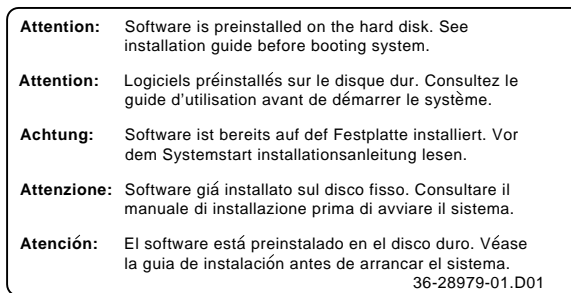 Attention: Software is preinstalled on the hard disk. See
installation guide before booting system.
Attention: Logiciels préinstallés sur le disque dur. Consultez le
guide d'utilisation avant de démarrer le système.
Achtung: Software ist bereits auf def Festplatte installiert. Vor
dem Systemstart installationsanleitung lesen.
Attenzione: Software giá installato sul disco fisso. Consultare il
manuale di installazione prima di avviare il sistema.
Atención: El software está preinstalado en el disco duro. Véase
la guia de instalación antes de arrancar el sistema.
36-28979-01.D01